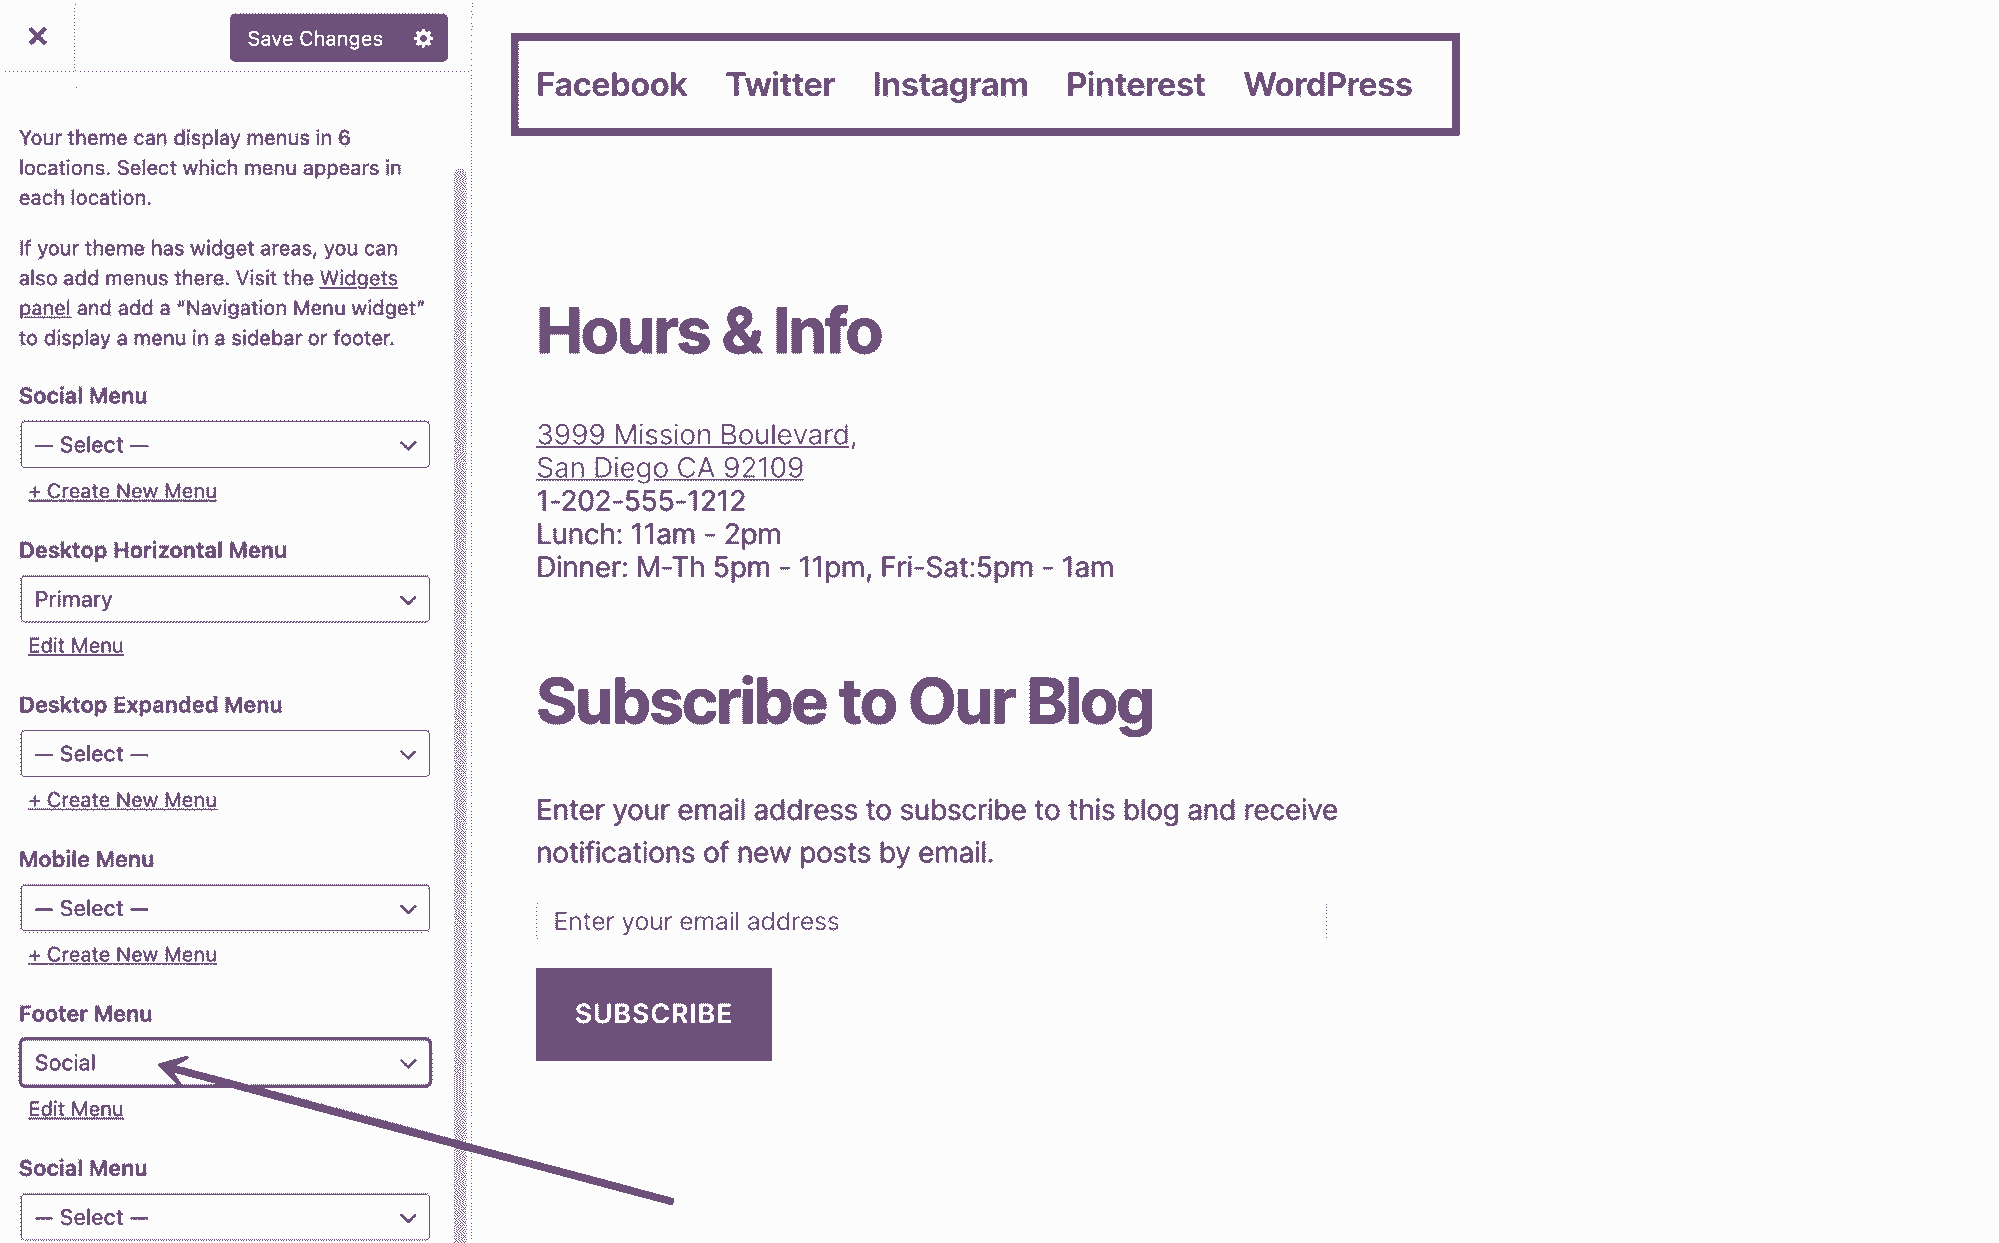 Save Changes
Your theme can display menus in 6
locations. Select which menu appears in
each location.
If your theme has widget areas, you can
also add menus there. Visit the Widgets
panel and add a “Navigation Menu widget”
to display a menu in a sidebar or footer.
Social Menu
— Select —
+ Create New Menu
Desktop Horizontal Menu
Primary
Edit Menu
Desktop Expanded Menu
— Select —
+ Create New Menu
Mobile Menu
— Select —
+ Create New Menu
Footer Menu
Social
Edit Menu
Social Menu
— Select —
Facebook Twitter Instagram Pinterest WordPress
Hours & Info
3999 Mission Boulevard,
San Diego CA 92109
1-202-555-1212
Lunch: 11am - 2pm
Dinner: M-Th 5pm - 11pm, Fri-Sat:5pm - 1am
Subscribe to Our Blog
Enter your email address to subscribe to this blog and receive
notifications of new posts by email.
Enter your email address
SUBSCRIBE